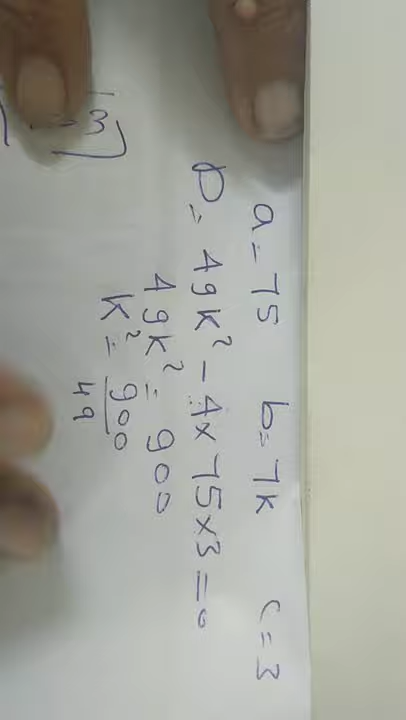 a = 75 b = 7k c = 3
D = 49k² - 4 x 75 x 3 = 0
49k² = 900
k² = 900/49